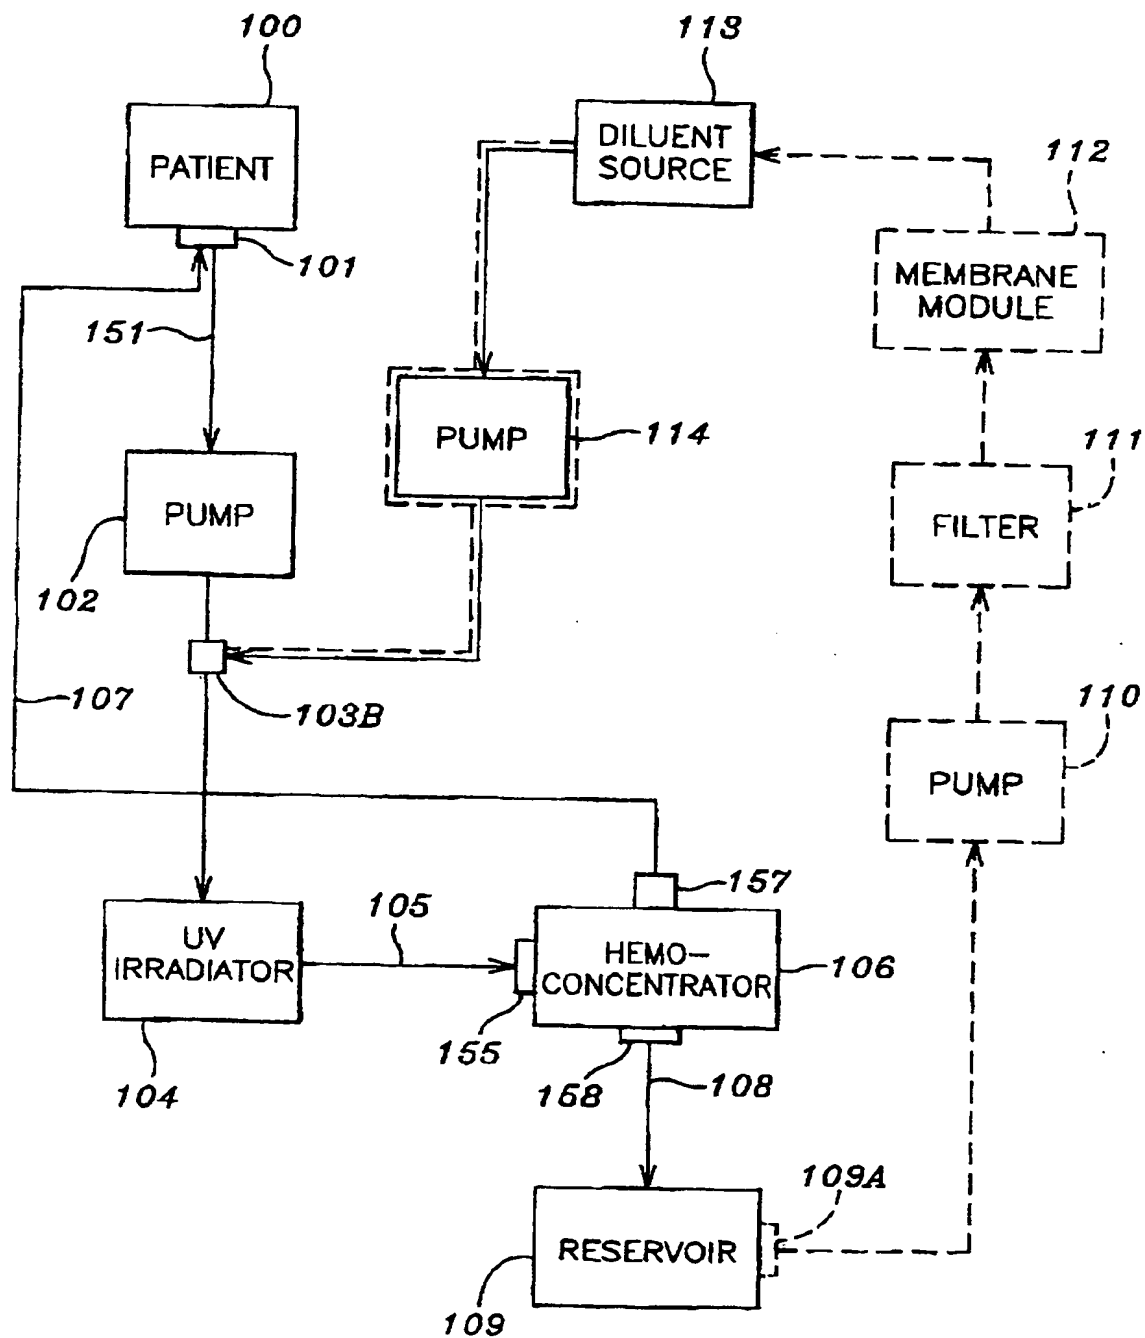 100
113
PATIENT
DILUENT
SOURCE
112
101
MEMBRANE
MODULE
151
PUMP
114
111
PUMP
FILTER
102
107
103B
110
PUMP
157
105
UV
IRRADIATOR
HEMO-
CONCENTRATOR
106
155
158
108
104
109A
RESERVOIR
109